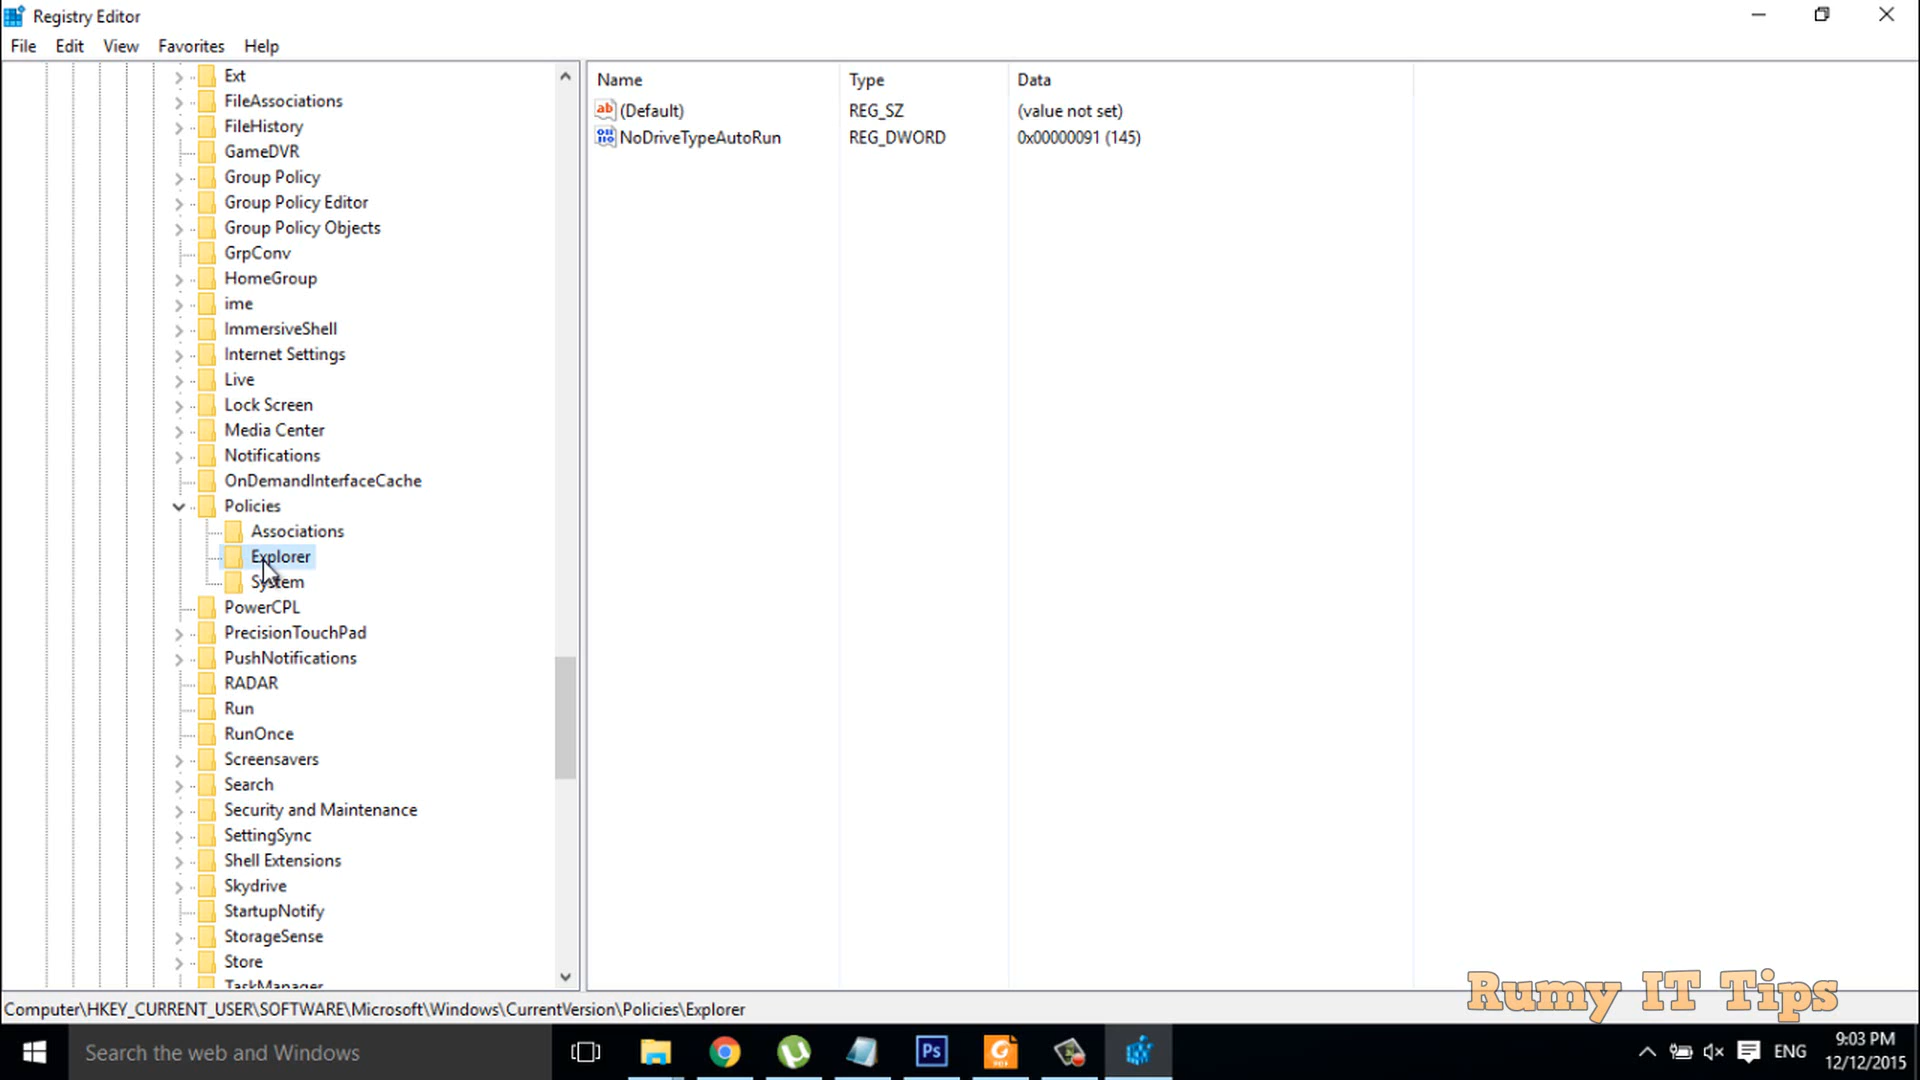 Registry Editor
File Edit View Favorites Help
Ext
FileAssociations
FileHistory
GameDVR
Group Policy
Group Policy Editor
Group Policy Objects
GrpConv
HomeGroup
ime
ImmersiveShell
Internet Settings
Live
Lock Screen
Media Center
Notifications
OnDemandInterfaceCache
Policies
Associations
Explorer
System
PowerCPL
PrecisionTouchPad
PushNotifications
RADAR
Run
RunOnce
Screensavers
Search
Security and Maintenance
SettingSync
Shell Extensions
Skydrive
StartupNotify
StorageSense
Store
TaskManager
Name Type Data
(Default) REG_SZ (value not set)
NoDriveTypeAutoRun REG_DWORD 0x00000091 (145)
Rumy IT Tips
Computer\HKEY_CURRENT_USER\SOFTWARE\Microsoft\Windows\CurrentVersion\Policies\Explorer
Search the web and Windows
Ps
PDF
ENG
9:03 PM
12/12/2015